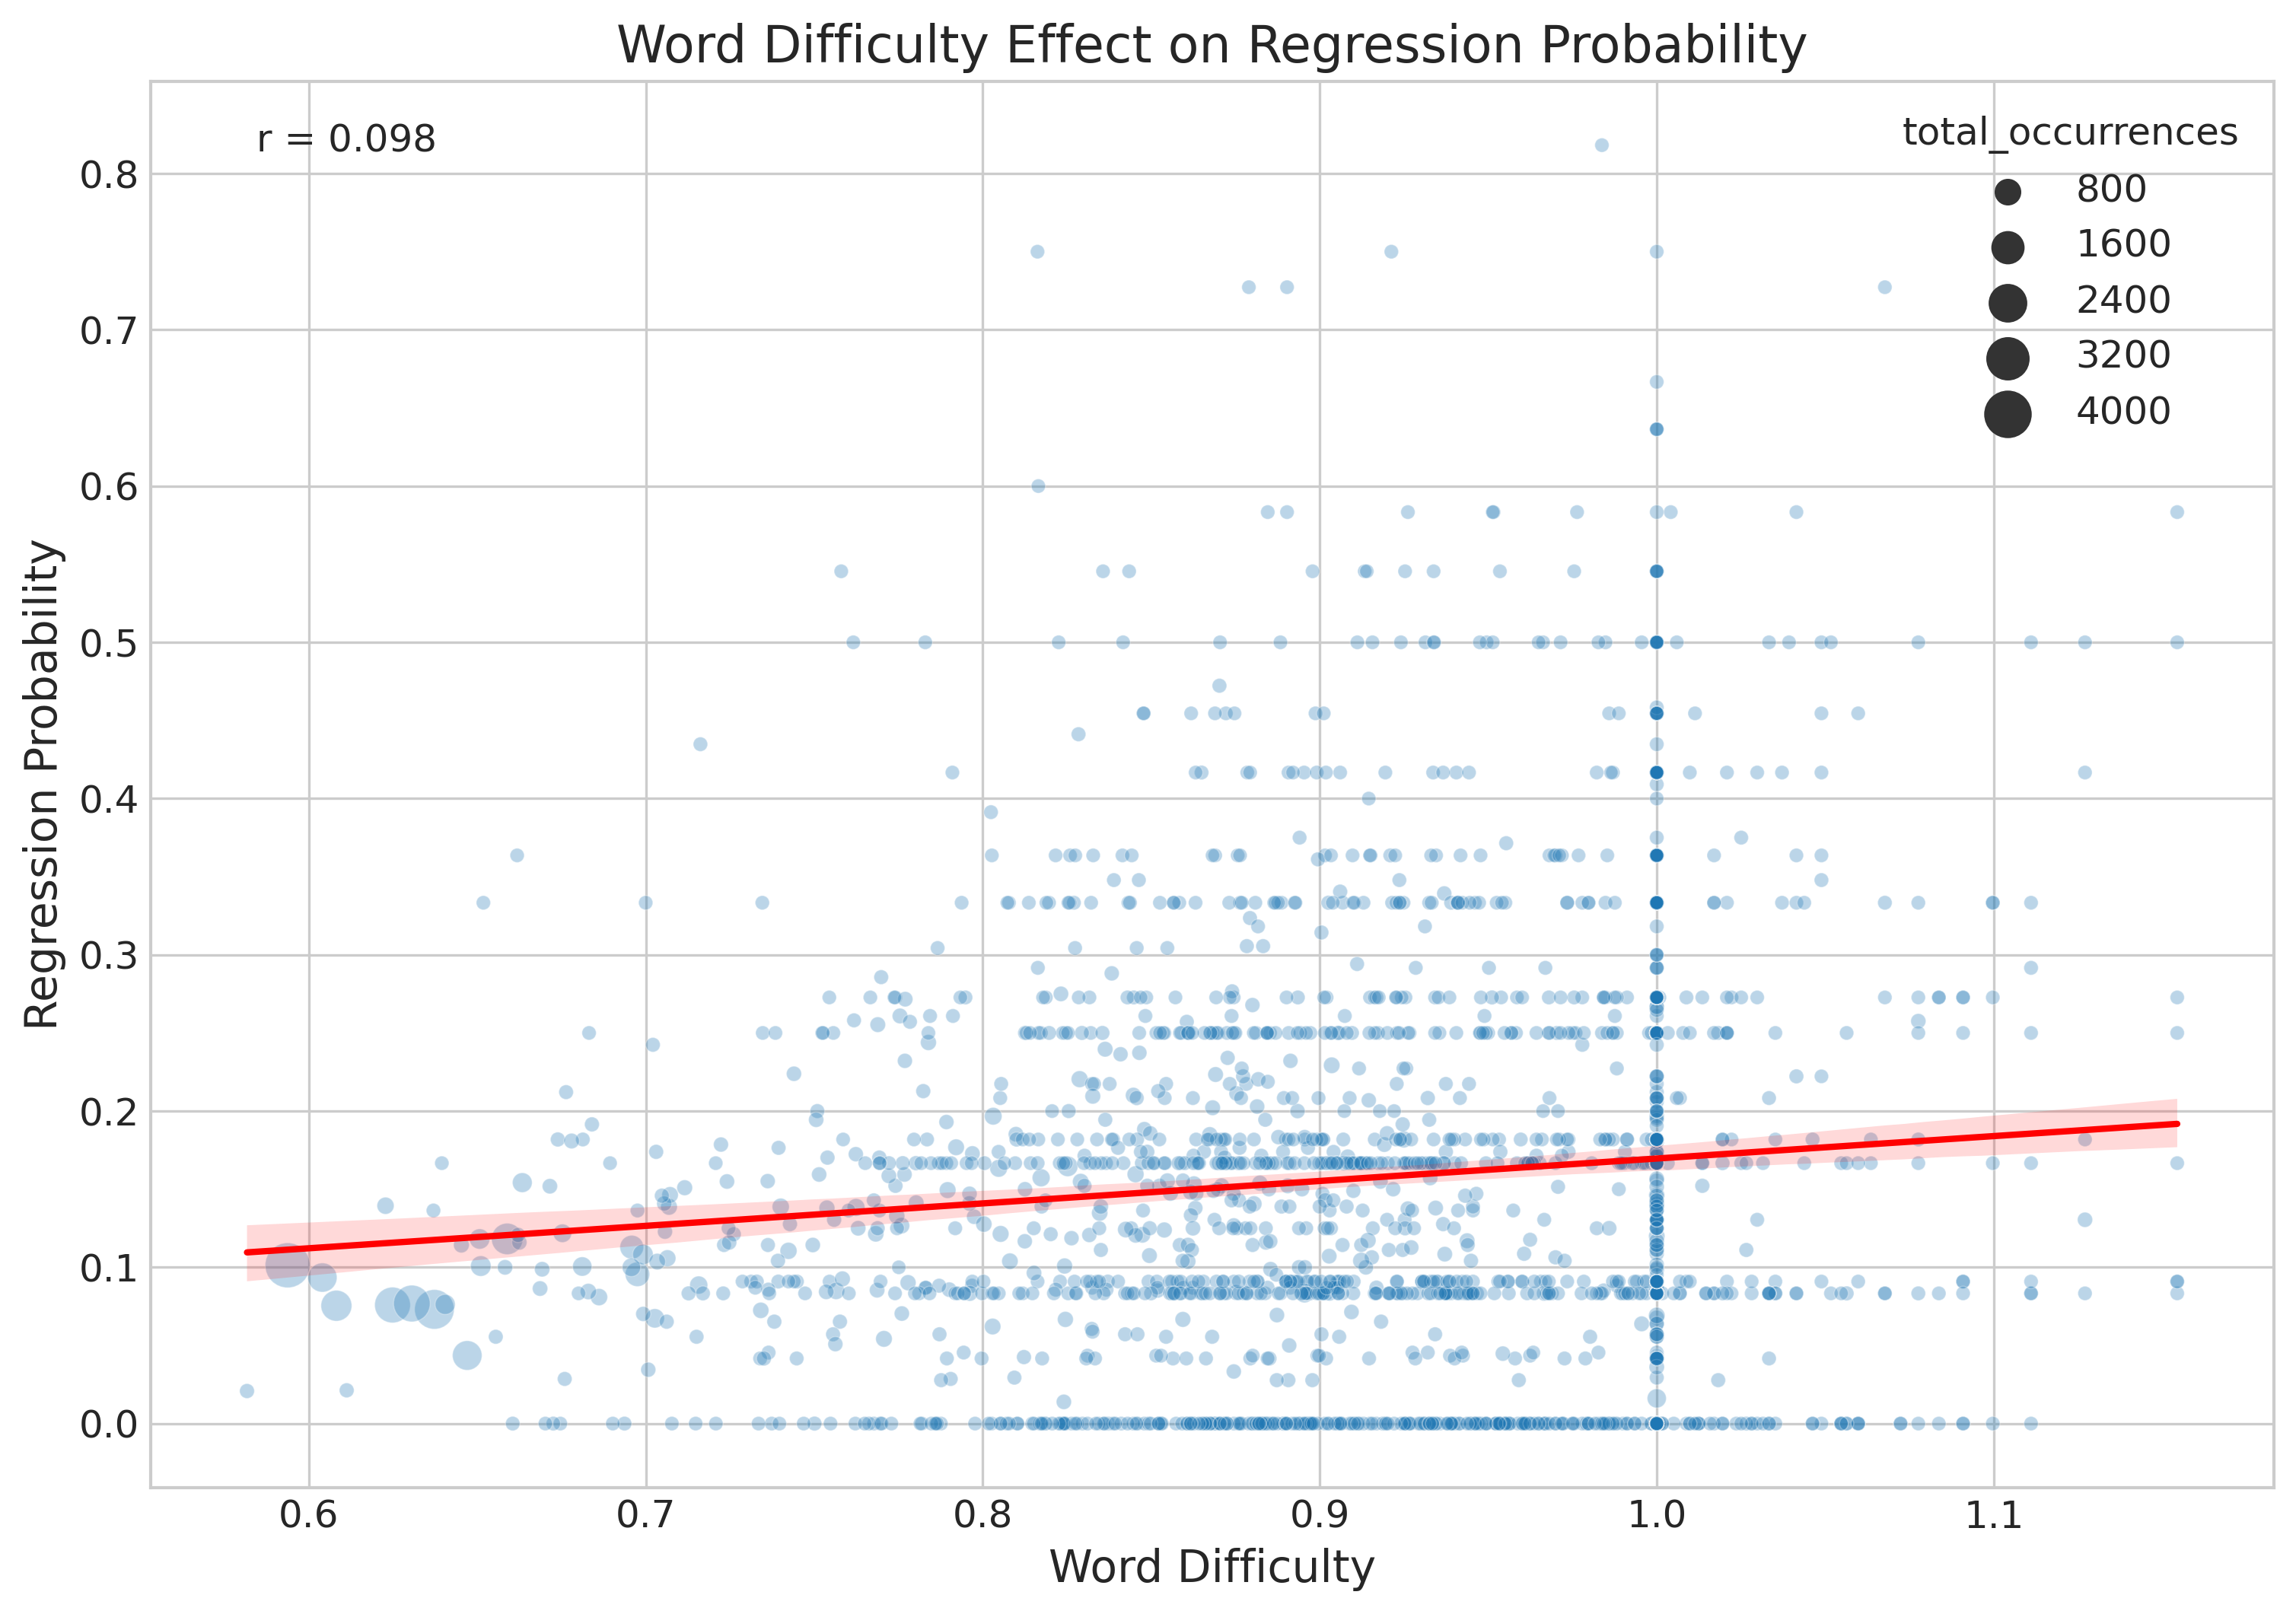 Word Difficulty Effect on Regression Probability
r = 0.098
total_occurrences
800
1600
2400
3200
4000
Regression Probability
0.8
0.7
0.6
0.5
0.4
0.3
0.2
0.1
0.0
0.6 0.7 0.8 0.9 1.0 1.1
Word Difficulty